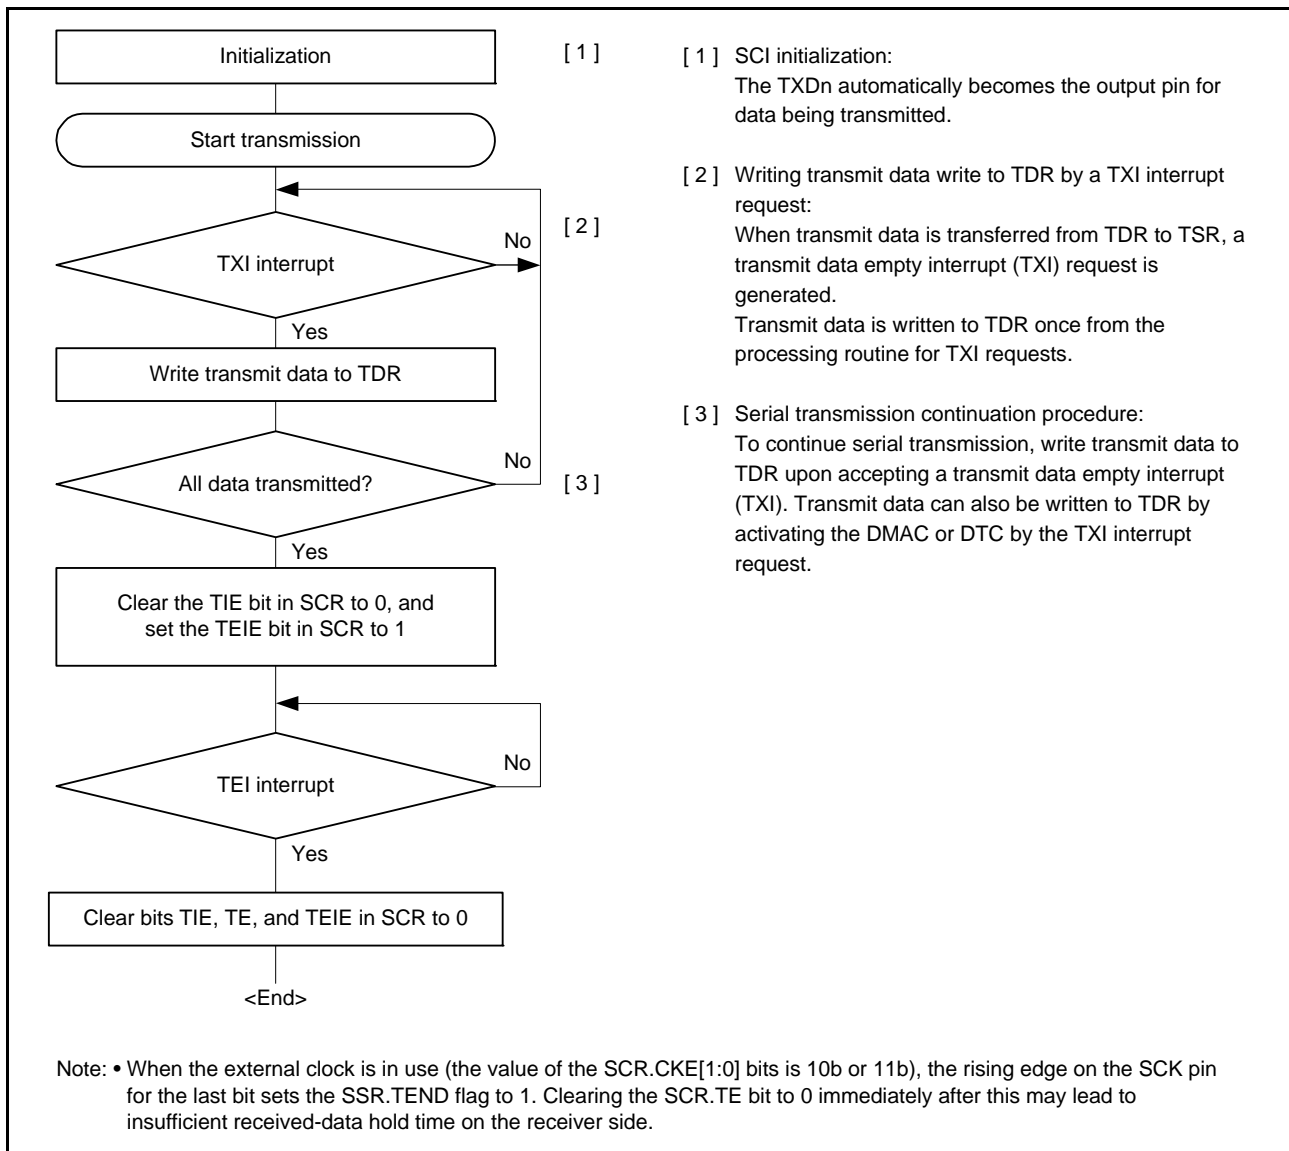 Initialization
[ 1 ]
Start transmission
[ 2 ]
No
TXI interrupt
Yes
Write transmit data to TDR
No
All data transmitted?
[ 3 ]
Yes
Clear the TIE bit in SCR to 0, and
set the TEIE bit in SCR to 1
No
TEI interrupt
Yes
Clear bits TIE, TE, and TEIE in SCR to 0
<End>
[ 1 ] SCI initialization:
The TXDn automatically becomes the output pin for
data being transmitted.
[ 2 ] Writing transmit data write to TDR by a TXI interrupt
request:
When transmit data is transferred from TDR to TSR, a
transmit data empty interrupt (TXI) request is
generated.
Transmit data is written to TDR once from the
processing routine for TXI requests.
[ 3 ] Serial transmission continuation procedure:
To continue serial transmission, write transmit data to
TDR upon accepting a transmit data empty interrupt
(TXI). Transmit data can also be written to TDR by
activating the DMAC or DTC by the TXI interrupt
request.
Note: • When the external clock is in use (the value of the SCR.CKE[1:0] bits is 10b or 11b), the rising edge on the SCK pin
for the last bit sets the SSR.TEND flag to 1. Clearing the SCR.TE bit to 0 immediately after this may lead to
insufficient received-data hold time on the receiver side.